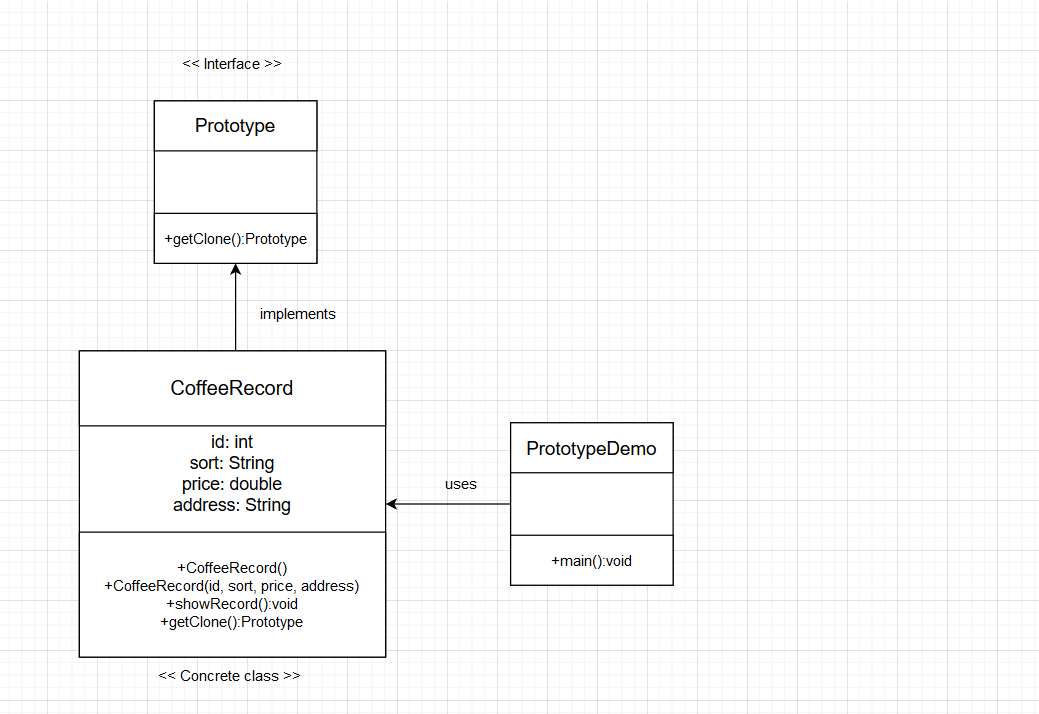 << Interface >>
Prototype
+getClone():Prototype
implements
CoffeeRecord
id: int
sort: String
price: double
address: String
+CoffeeRecord()
+CoffeeRecord(id, sort, price, address)
+showRecord():void
+getClone():Prototype
<< Concrete class >>
uses
PrototypeDemo
+main():void